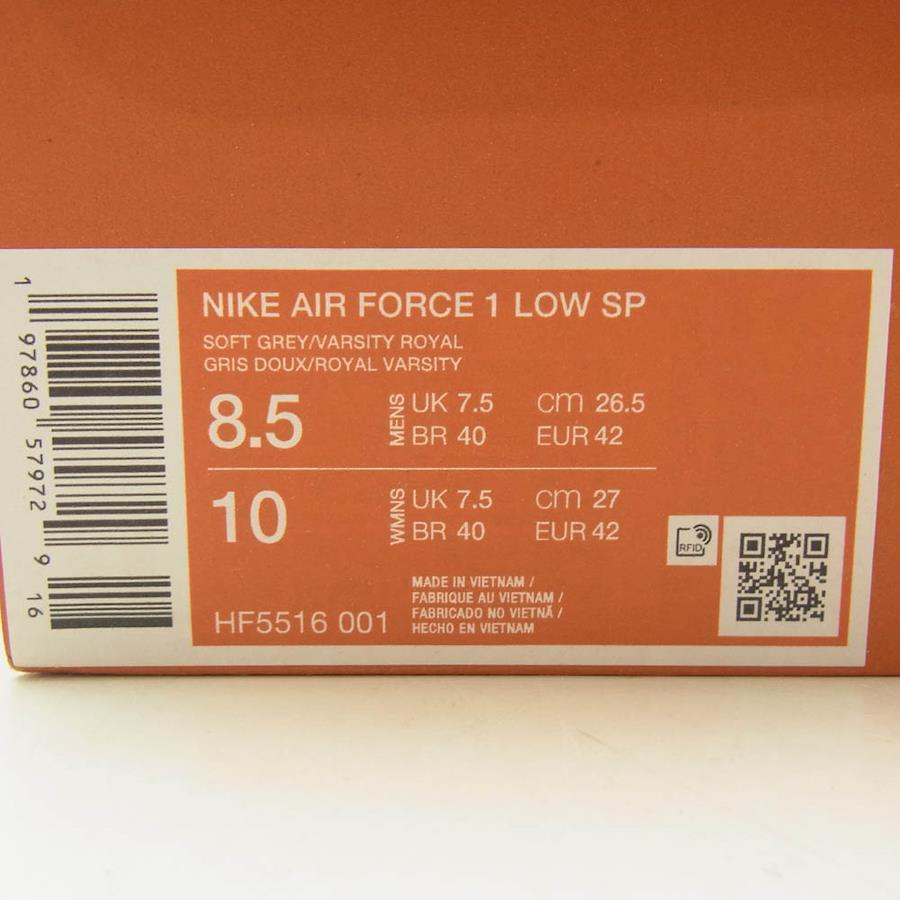 1 97860 57972 9 16
NIKE AIR FORCE 1 LOW SP
SOFT GREY/VARSITY ROYAL
GRIS DOUX/ROYAL VARSITY
8.5 MENS UK 7.5 cm 26.5
BR 40 EUR 42
10 WMNS UK 7.5 cm 27
BR 40 EUR 42
RFID
MADE IN VIETNAM /
FABRIQUE AU VIETNAM /
FABRICADO NO VIETNÃ /
HECHO EN VIETNAM
HF5516 001